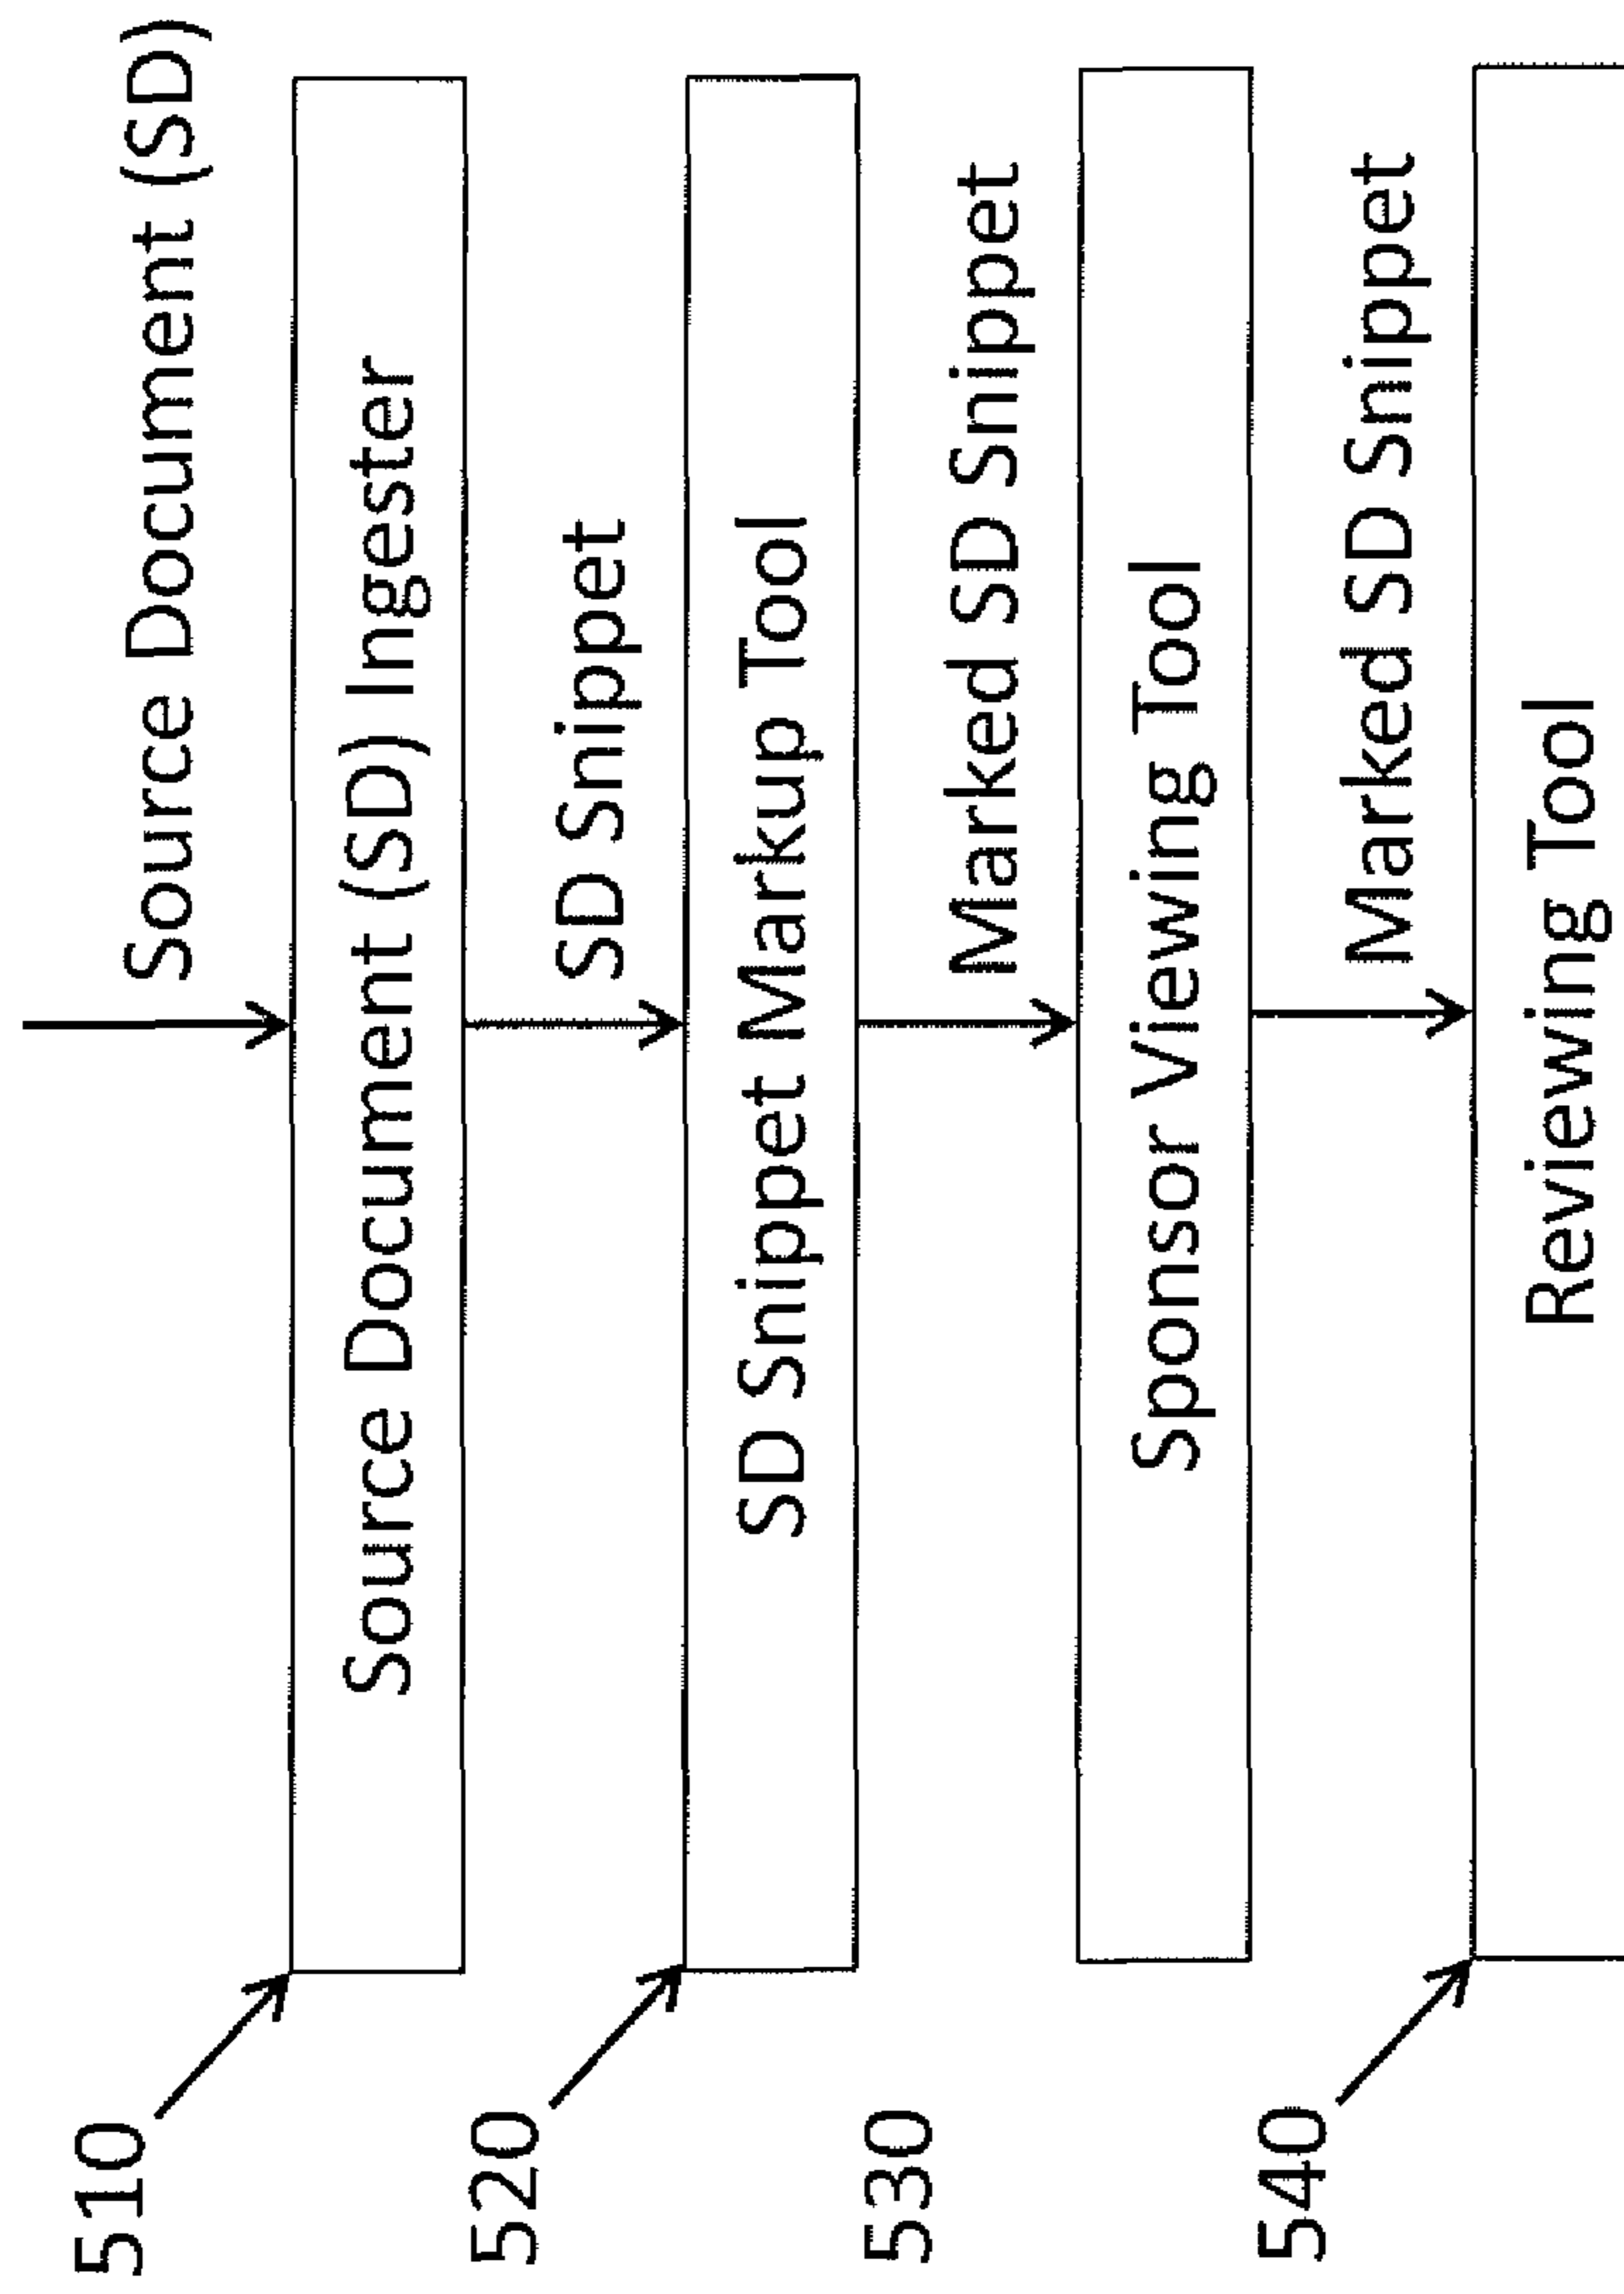 Source Document (SD)
510
Source Document (SD) Ingester
SD Snippet
520
SD Snippet Markup Tool
Marked SD Snippet
530
Sponsor Viewing Tool
Marked SD Snippet
540
Reviewing Tool